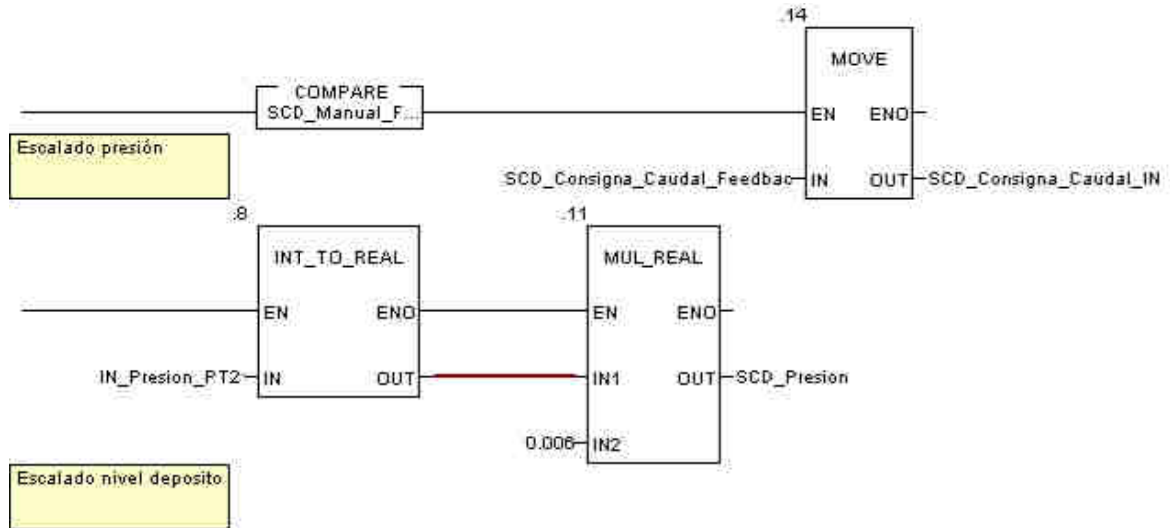 .14
MOVE
COMPARE
SCD_Manual_F...
EN ENO
Escalado presión
SCD_Consigna_Caudal_Feedbac IN OUT SCD_Consigna_Caudal_IN
.8 .11
INT_TO_REAL MUL_REAL
EN ENO EN ENO
IN_Presion_PT2 IN OUT IN1 OUT SCD_Presion
0.006 IN2
Escalado nivel deposito